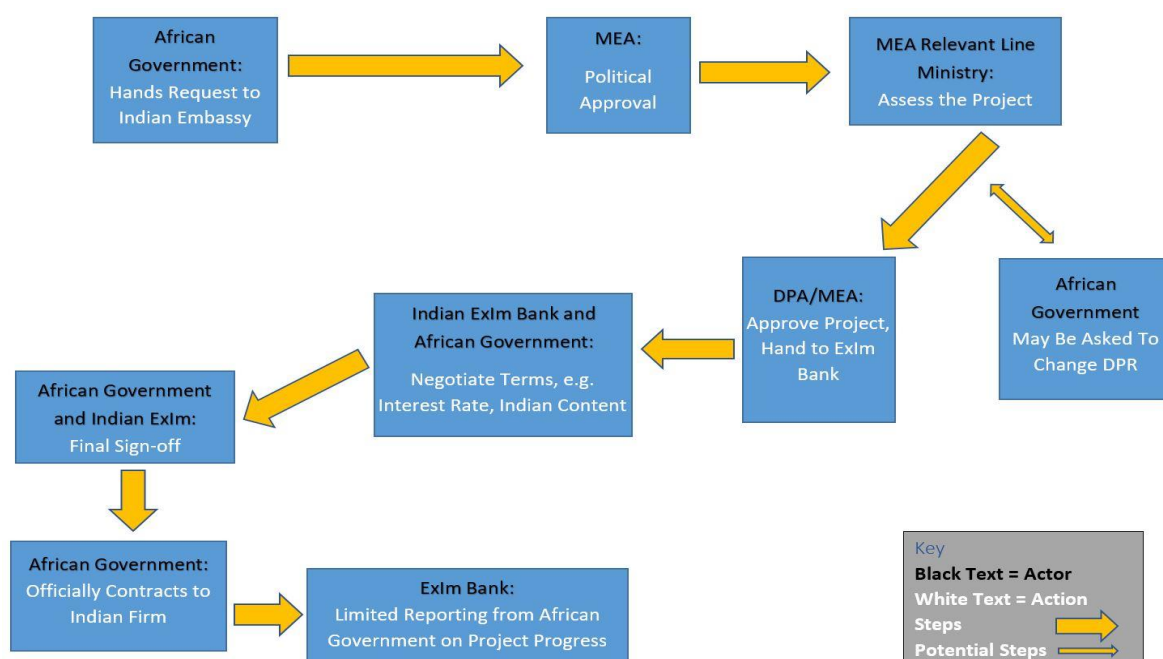 African
Government:
Hands Request to
Indian Embassy
MEA:
Political
Approval
MEA Relevant Line
Ministry:
Assess the Project
African
Government
May Be Asked To
Change DPR
DPA/MEA:
Approve Project,
Hand to ExIm
Bank
Indian ExIm Bank and
African Government:
Negotiate Terms, e.g.
Interest Rate, Indian Content
African Government
and Indian ExIm:
Final Sign-off
African Government:
Officially Contracts to
Indian Firm
ExIm Bank:
Limited Reporting from African
Government on Project Progress
Key
Black Text = Actor
White Text = Action
Steps
Potential Steps